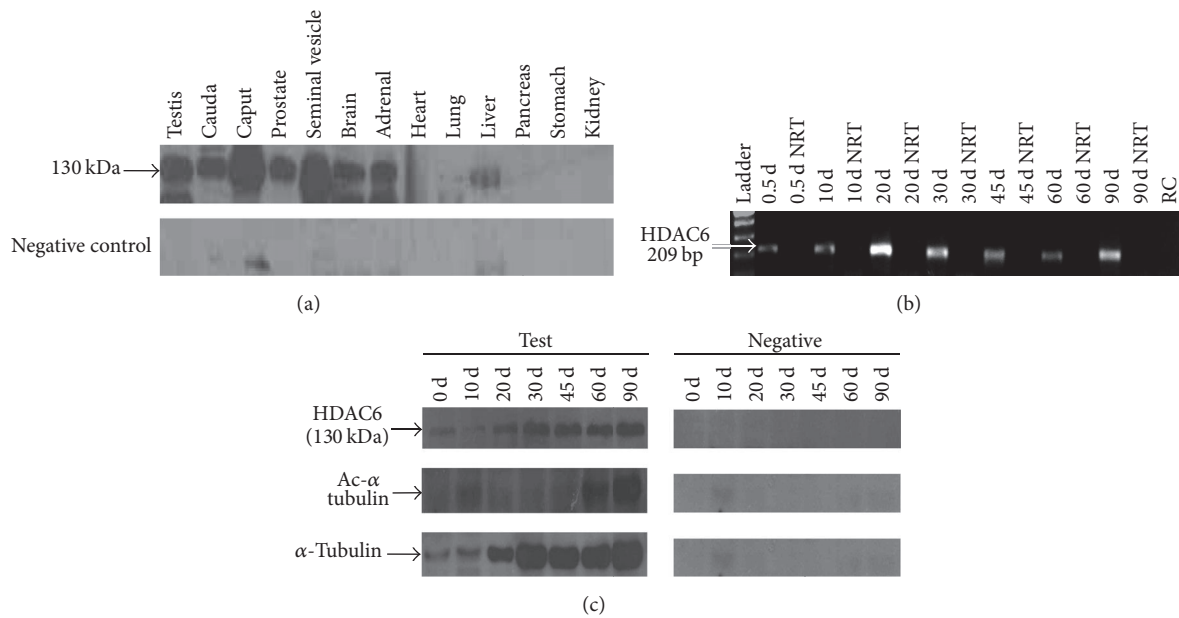 Testis
Cauda
Caput
Prostate
Seminal vesicle
Brain
Adrenal
Heart
Lung
Liver
Pancreas
Stomach
Kidney
130 kDa
Negative control
(a)
Ladder
0.5 d
0.5 d NRT
10 d
10 d NRT
20 d
20 d NRT
30 d
30 d NRT
45 d
45 d NRT
60 d
60 d NRT
90 d
90 d NRT
RC
HDAC6
209 bp
(b)
Test
Negative
0 d
10 d
20 d
30 d
45 d
60 d
90 d
0 d
10 d
20 d
30 d
45 d
60 d
90 d
HDAC6
(130 kDa)
Ac-α
tubulin
α-Tubulin
(c)